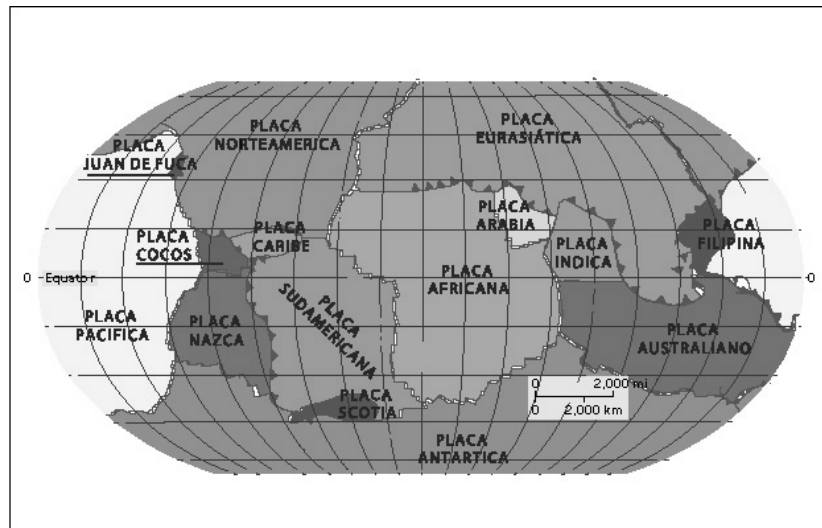 PLACA
NORTEAMERICA
PLACA
EURASIÁTICA
PLACA
JUAN DE FUCA
PLACA
CARIBE
PLACA
ARABIA
PLACA
FILIPINA
PLACA
COCOS
PLACA
INDICA
0
Equator
0
PLACA
AFRICANA
PLACA
PACIFICA
PLACA
NAZCA
PLACA
SUDAMERICANA
PLACA
AUSTRALIANO
0 2,000 mi
0 2,000 km
PLACA
SCOTIA
PLACA
ANTARTICA